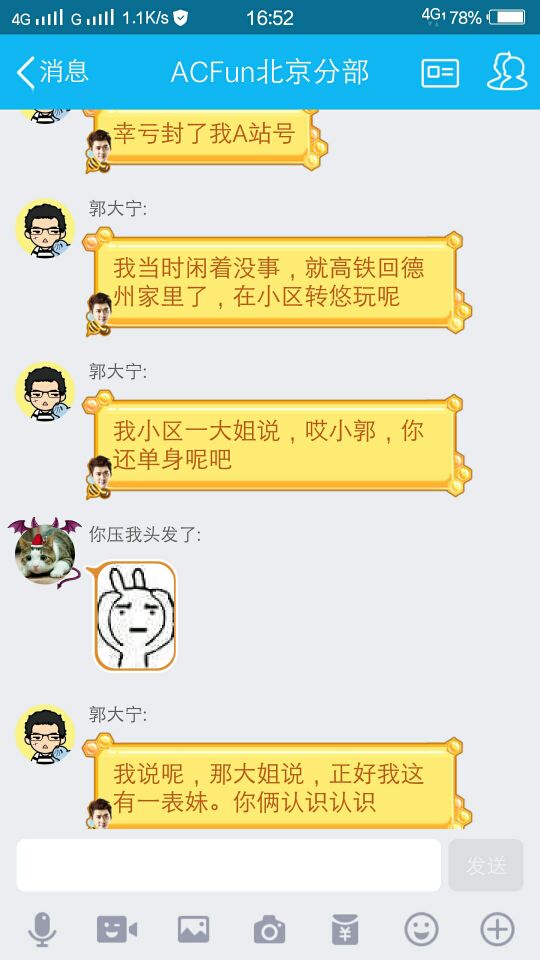 4G G 1.1K/s 16:52 4G1 78%
消息 ACFun北京分部
幸亏封了我A站号
郭大宁:
我当时闲着没事，就高铁回德
州家里了，在小区转悠玩呢
郭大宁:
我小区一大姐说，哎小郭，你
还单身呢吧
你压我头发了:
郭大宁:
我说呢，那大姐说，正好我这
有一表妹。你俩认识认识
发送